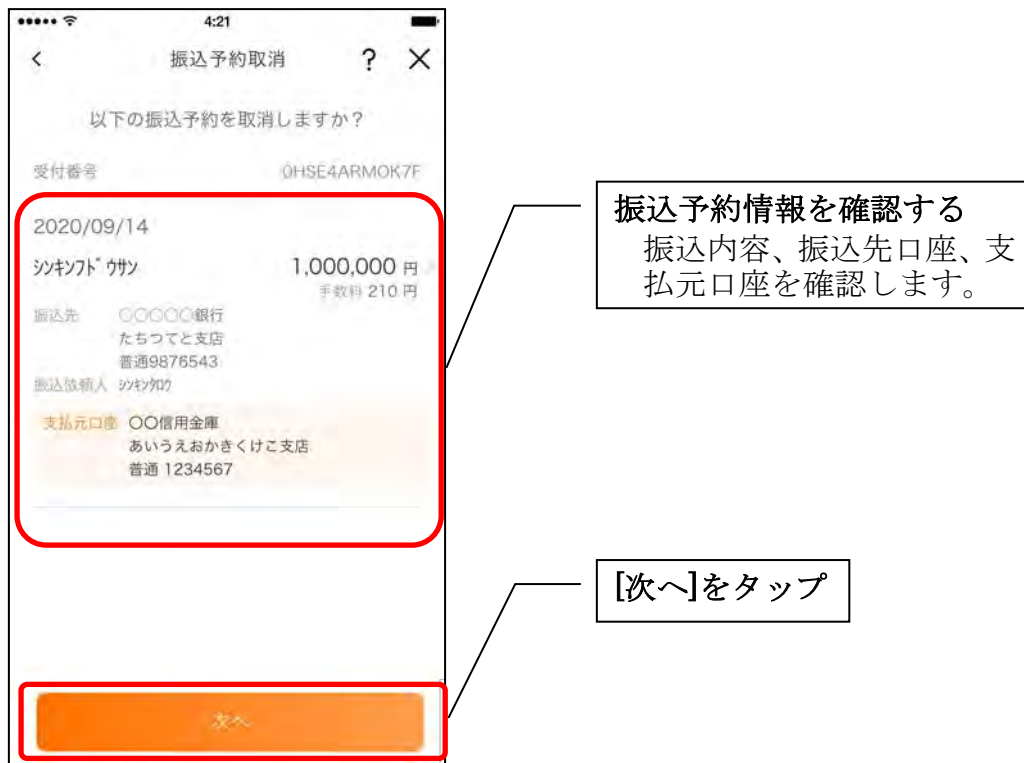 4:21
振込予約取消 ?
以下の振込予約を取消しますか？
受付番号 0HSE4ARMOK7F
2020/09/14
ｼﾝｷﾝﾌﾄﾞｳｻﾝ 1,000,000 円
手数料 210 円
振込先 〇〇〇〇〇銀行
たちつてと支店
普通9876543
振込依頼人 ｼﾝｷﾝﾀﾛｳ
支払元口座 〇〇信用金庫
あいうえおかきくけこ支店
普通 1234567
次へ
振込予約情報を確認する
振込内容、振込先口座、支
払元口座を確認します。
[次へ]をタップ